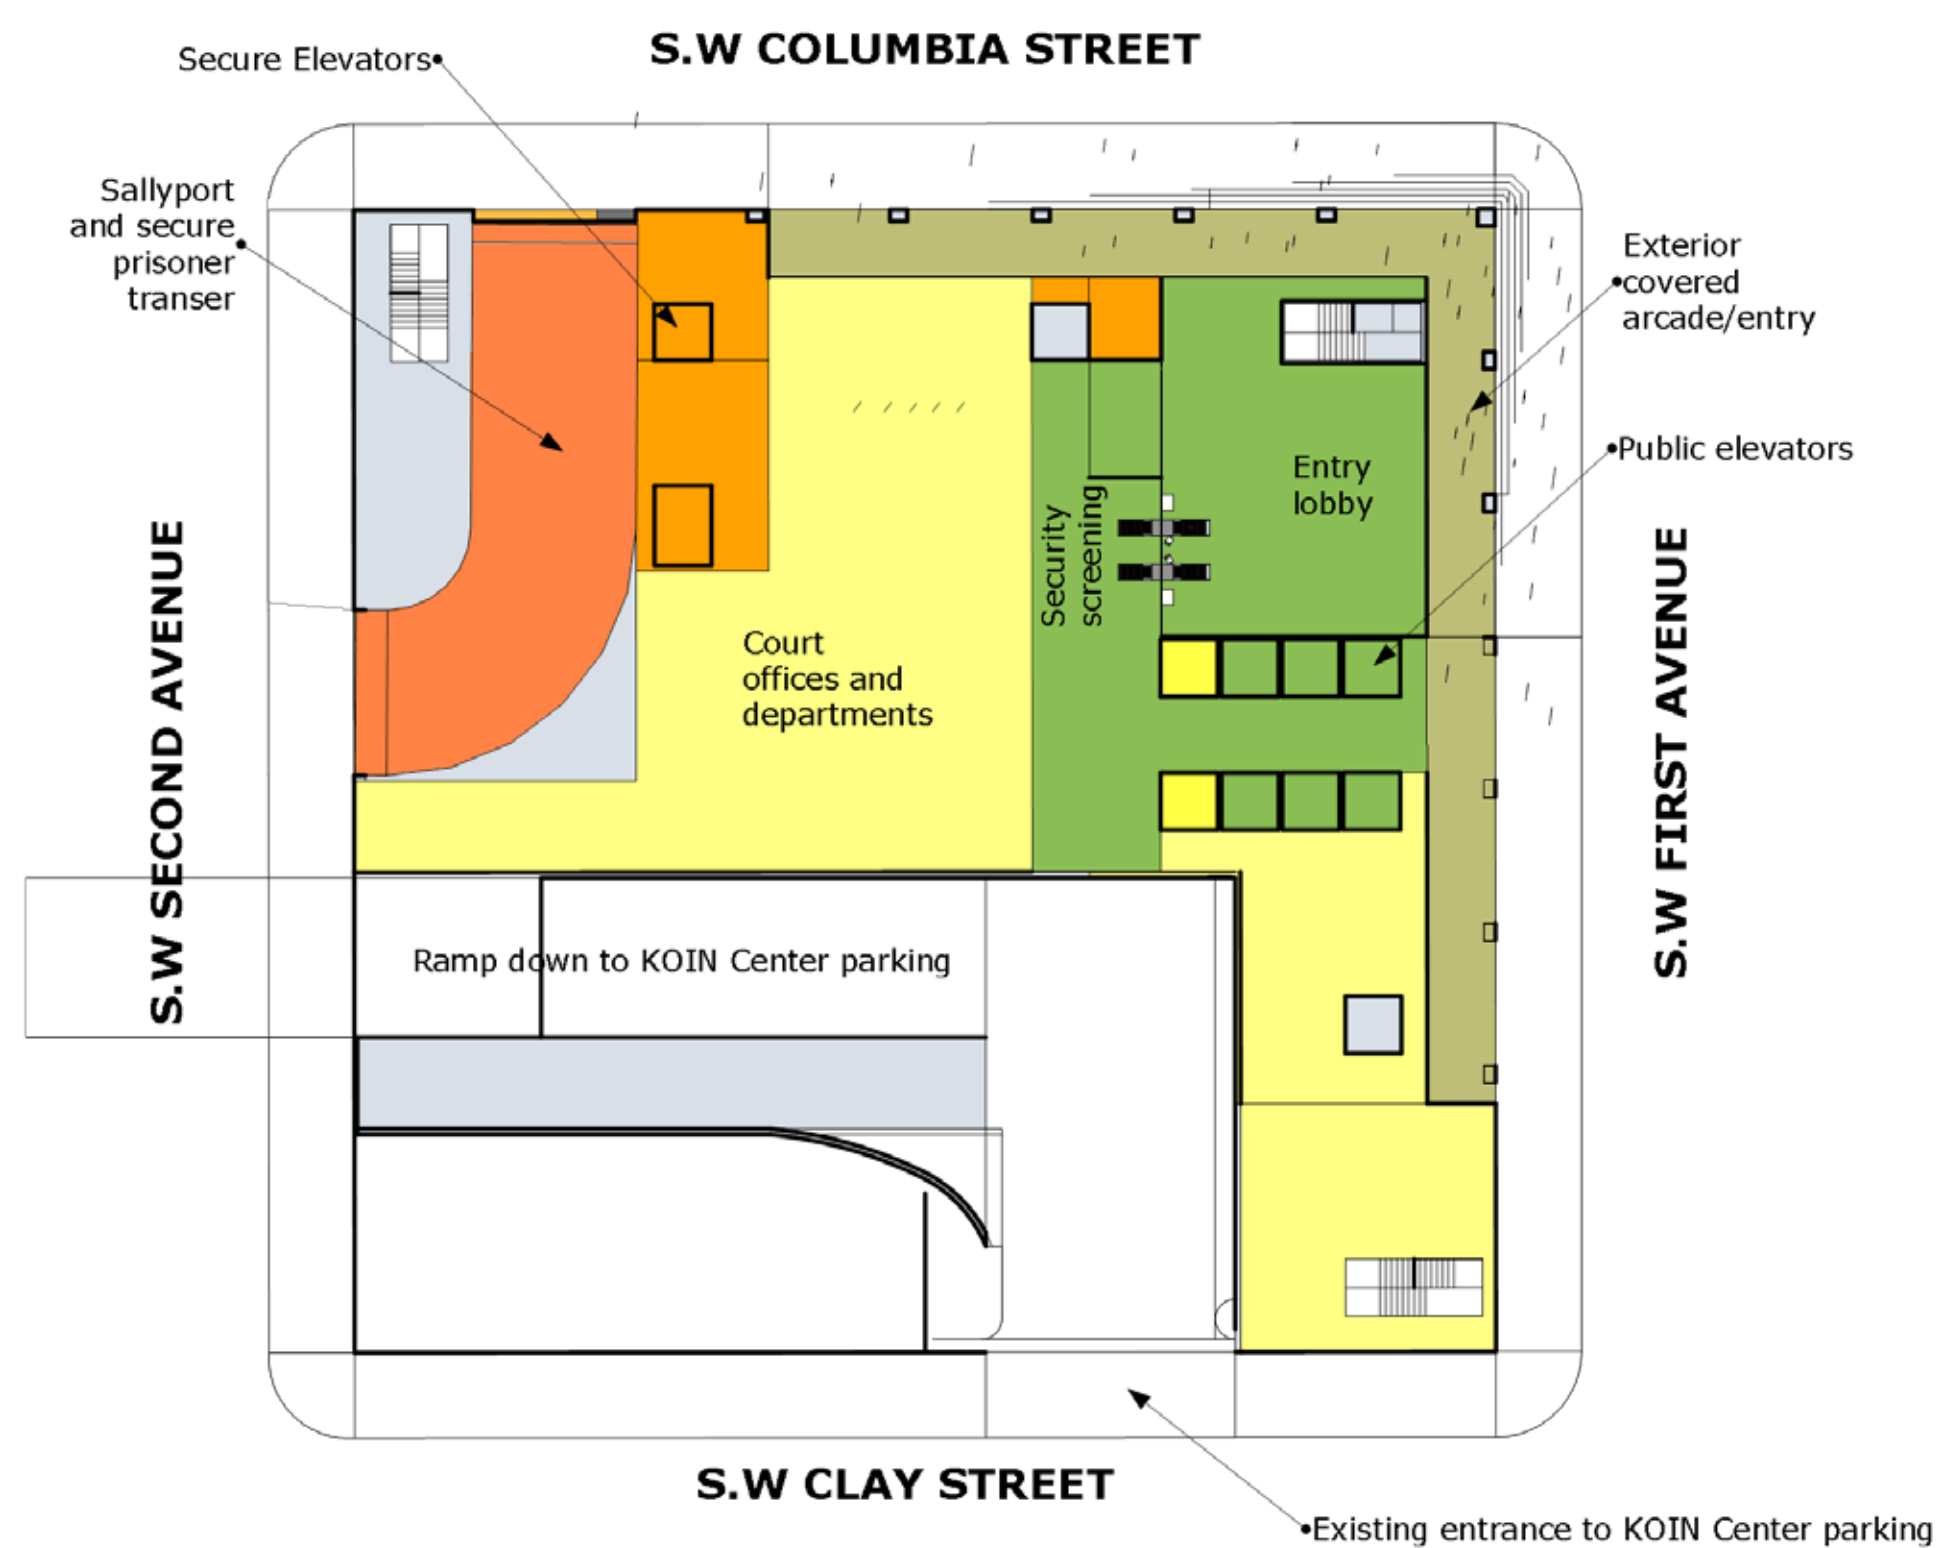 S.W COLUMBIA STREET
Secure Elevators
Sallyport
and secure
prisoner
transer
Exterior
covered
arcade/entry
Public elevators
Entry
lobby
Security
screening
Court
offices and
departments
S.W SECOND AVENUE
S.W FIRST AVENUE
Ramp down to KOIN Center parking
S.W CLAY STREET
Existing entrance to KOIN Center parking